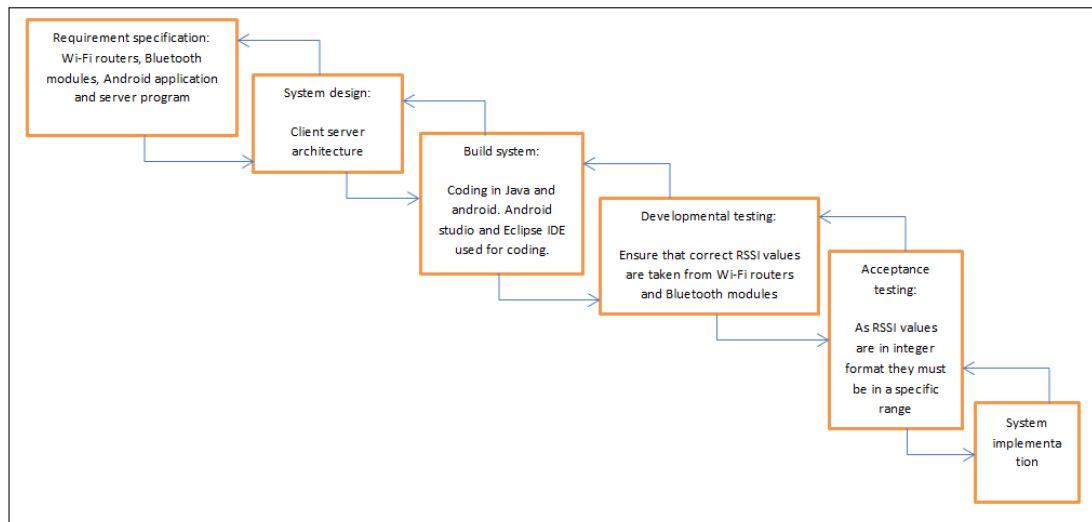 Requirement specification:
Wi-Fi routers, Bluetooth
modules, Android application
and server program
System design:
Client server
architecture
Build system:
Coding in Java and
android. Android
studio and Eclipse IDE
used for coding.
Developmental testing:
Ensure that correct RSSI values
are taken from Wi-Fi routers
and Bluetooth modules
Acceptance
testing:
As RSSI values
are in integer
format they must
be in a specific
range
System
implementa
tion